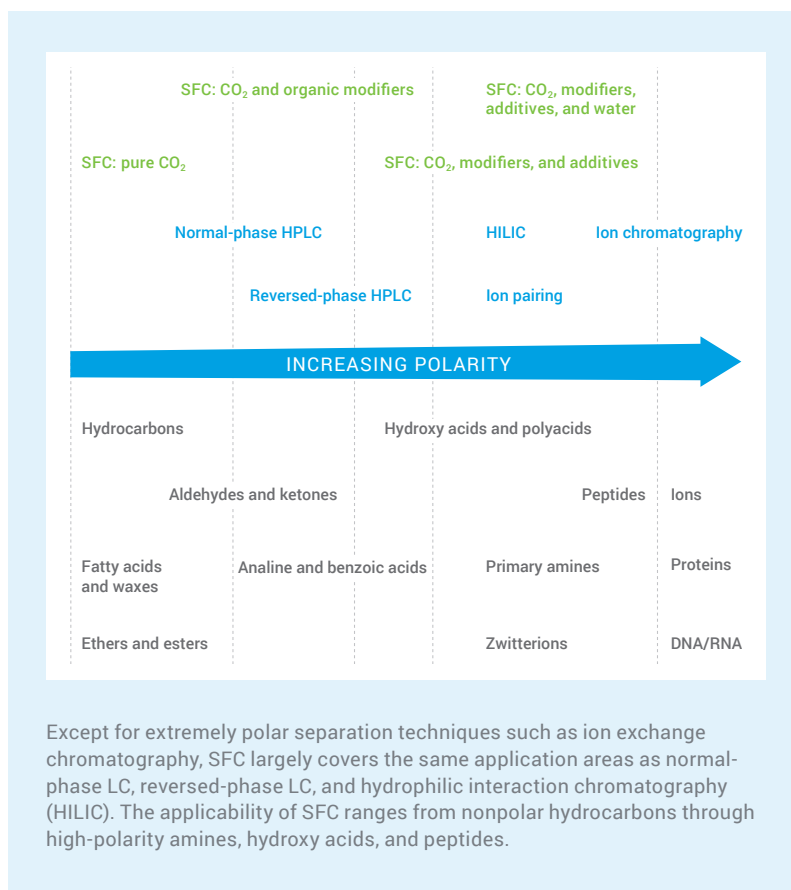 SFC: CO₂ and organic modifiers
SFC: CO₂, modifiers,
additives, and water
SFC: pure CO₂
SFC: CO₂, modifiers, and additives
Normal-phase HPLC
HILIC
Ion chromatography
Reversed-phase HPLC
Ion pairing
INCREASING POLARITY
Hydrocarbons
Hydroxy acids and polyacids
Aldehydes and ketones
Peptides
Ions
Fatty acids
and waxes
Analine and benzoic acids
Primary amines
Proteins
Ethers and esters
Zwitterions
DNA/RNA
Except for extremely polar separation techniques such as ion exchange
chromatography, SFC largely covers the same application areas as normal-
phase LC, reversed-phase LC, and hydrophilic interaction chromatography
(HILIC). The applicability of SFC ranges from nonpolar hydrocarbons through
high-polarity amines, hydroxy acids, and peptides.